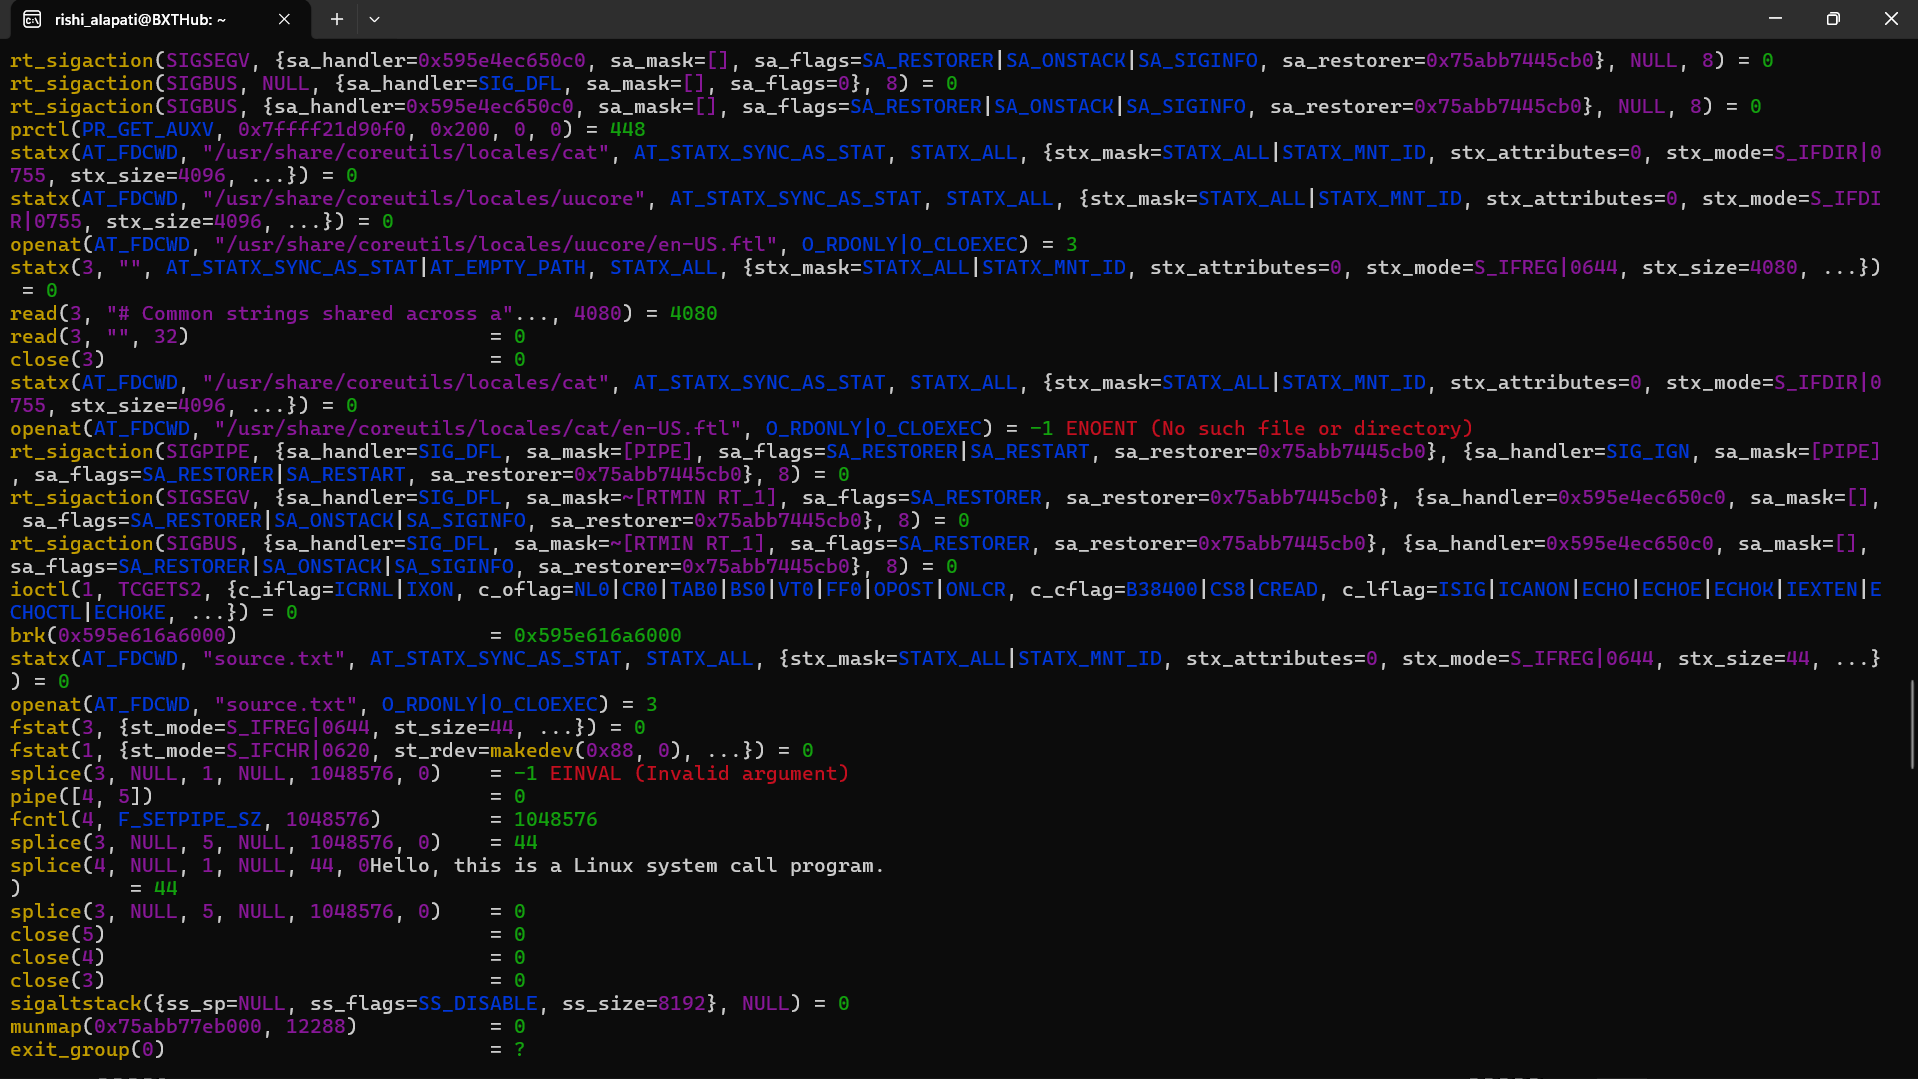 rishi_alapati@BXTHub: ~
rt_sigaction(SIGSEGV, {sa_handler=0x595e4ec650c0, sa_mask=[], sa_flags=SA_RESTORER|SA_ONSTACK|SA_SIGINFO, sa_restorer=0x75abb7445cb0}, NULL, 8) = 0
rt_sigaction(SIGBUS, NULL, {sa_handler=SIG_DFL, sa_mask=[], sa_flags=0}, 8) = 0
rt_sigaction(SIGBUS, {sa_handler=0x595e4ec650c0, sa_mask=[], sa_flags=SA_RESTORER|SA_ONSTACK|SA_SIGINFO, sa_restorer=0x75abb7445cb0}, NULL, 8) = 0
prctl(PR_GET_AUXV, 0x7ffff21d90f0, 0x200, 0, 0) = 448
statx(AT_FDCWD, "/usr/share/coreutils/locales/cat", AT_STATX_SYNC_AS_STAT, STATX_ALL, {stx_mask=STATX_ALL|STATX_MNT_ID, stx_attributes=0, stx_mode=S_IFDIR|0
755, stx_size=4096, ...}) = 0
statx(AT_FDCWD, "/usr/share/coreutils/locales/uucore", AT_STATX_SYNC_AS_STAT, STATX_ALL, {stx_mask=STATX_ALL|STATX_MNT_ID, stx_attributes=0, stx_mode=S_IFDI
R|0755, stx_size=4096, ...}) = 0
openat(AT_FDCWD, "/usr/share/coreutils/locales/uucore/en-US.ftl", O_RDONLY|O_CLOEXEC) = 3
statx(3, "", AT_STATX_SYNC_AS_STAT|AT_EMPTY_PATH, STATX_ALL, {stx_mask=STATX_ALL|STATX_MNT_ID, stx_attributes=0, stx_mode=S_IFREG|0644, stx_size=4080, ...})
= 0
read(3, "# Common strings shared across a"..., 4080) = 4080
read(3, "", 32) = 0
close(3) = 0
statx(AT_FDCWD, "/usr/share/coreutils/locales/cat", AT_STATX_SYNC_AS_STAT, STATX_ALL, {stx_mask=STATX_ALL|STATX_MNT_ID, stx_attributes=0, stx_mode=S_IFDIR|0
755, stx_size=4096, ...}) = 0
openat(AT_FDCWD, "/usr/share/coreutils/locales/cat/en-US.ftl", O_RDONLY|O_CLOEXEC) = -1 ENOENT (No such file or directory)
rt_sigaction(SIGPIPE, {sa_handler=SIG_DFL, sa_mask=[PIPE], sa_flags=SA_RESTORER|SA_RESTART, sa_restorer=0x75abb7445cb0}, {sa_handler=SIG_IGN, sa_mask=[PIPE]
, sa_flags=SA_RESTORER|SA_RESTART, sa_restorer=0x75abb7445cb0}, 8) = 0
rt_sigaction(SIGSEGV, {sa_handler=SIG_DFL, sa_mask=~[RTMIN RT_1], sa_flags=SA_RESTORER, sa_restorer=0x75abb7445cb0}, {sa_handler=0x595e4ec650c0, sa_mask=[],
sa_flags=SA_RESTORER|SA_ONSTACK|SA_SIGINFO, sa_restorer=0x75abb7445cb0}, 8) = 0
rt_sigaction(SIGBUS, {sa_handler=SIG_DFL, sa_mask=~[RTMIN RT_1], sa_flags=SA_RESTORER, sa_restorer=0x75abb7445cb0}, {sa_handler=0x595e4ec650c0, sa_mask=[],
sa_flags=SA_RESTORER|SA_ONSTACK|SA_SIGINFO, sa_restorer=0x75abb7445cb0}, 8) = 0
ioctl(1, TCGETS2, {c_iflag=ICRNL|IXON, c_oflag=NL0|CR0|TAB0|BS0|VT0|FF0|OPOST|ONLCR, c_cflag=B38400|CS8|CREAD, c_lflag=ISIG|ICANON|ECHO|ECHOE|ECHOK|IEXTEN|E
CHOCTL|ECHOKE, ...}) = 0
brk(0x595e616a6000) = 0x595e616a6000
statx(AT_FDCWD, "source.txt", AT_STATX_SYNC_AS_STAT, STATX_ALL, {stx_mask=STATX_ALL|STATX_MNT_ID, stx_attributes=0, stx_mode=S_IFREG|0644, stx_size=44, ...}
) = 0
openat(AT_FDCWD, "source.txt", O_RDONLY|O_CLOEXEC) = 3
fstat(3, {st_mode=S_IFREG|0644, st_size=44, ...}) = 0
fstat(1, {st_mode=S_IFCHR|0620, st_rdev=makedev(0x88, 0), ...}) = 0
splice(3, NULL, 1, NULL, 1048576, 0) = -1 EINVAL (Invalid argument)
pipe([4, 5]) = 0
fcntl(4, F_SETPIPE_SZ, 1048576) = 1048576
splice(3, NULL, 5, NULL, 1048576, 0) = 44
splice(4, NULL, 1, NULL, 44, 0Hello, this is a Linux system call program.
) = 44
splice(3, NULL, 5, NULL, 1048576, 0) = 0
close(5) = 0
close(4) = 0
close(3) = 0
sigaltstack({ss_sp=NULL, ss_flags=SS_DISABLE, ss_size=8192}, NULL) = 0
munmap(0x75abb77eb000, 12288) = 0
exit_group(0) = ?